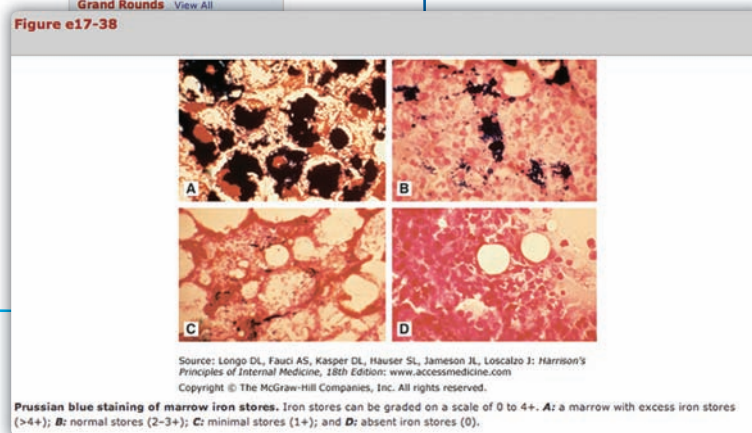 Grand Rounds View All
Figure e17-38
A
B
C
D
Source: Longo DL, Fauci AS, Kasper DL, Hauser SL, Jameson JL, Loscalzo J: Harrison's
Principles of Internal Medicine, 18th Edition: www.accessmedicine.com
Copyright © The McGraw-Hill Companies, Inc. All rights reserved.
Prussian blue staining of marrow iron stores. Iron stores can be graded on a scale of 0 to 4+. A: a marrow with excess iron stores
(>4+); B: normal stores (2–3+); C: minimal stores (1+); and D: absent iron stores (0).